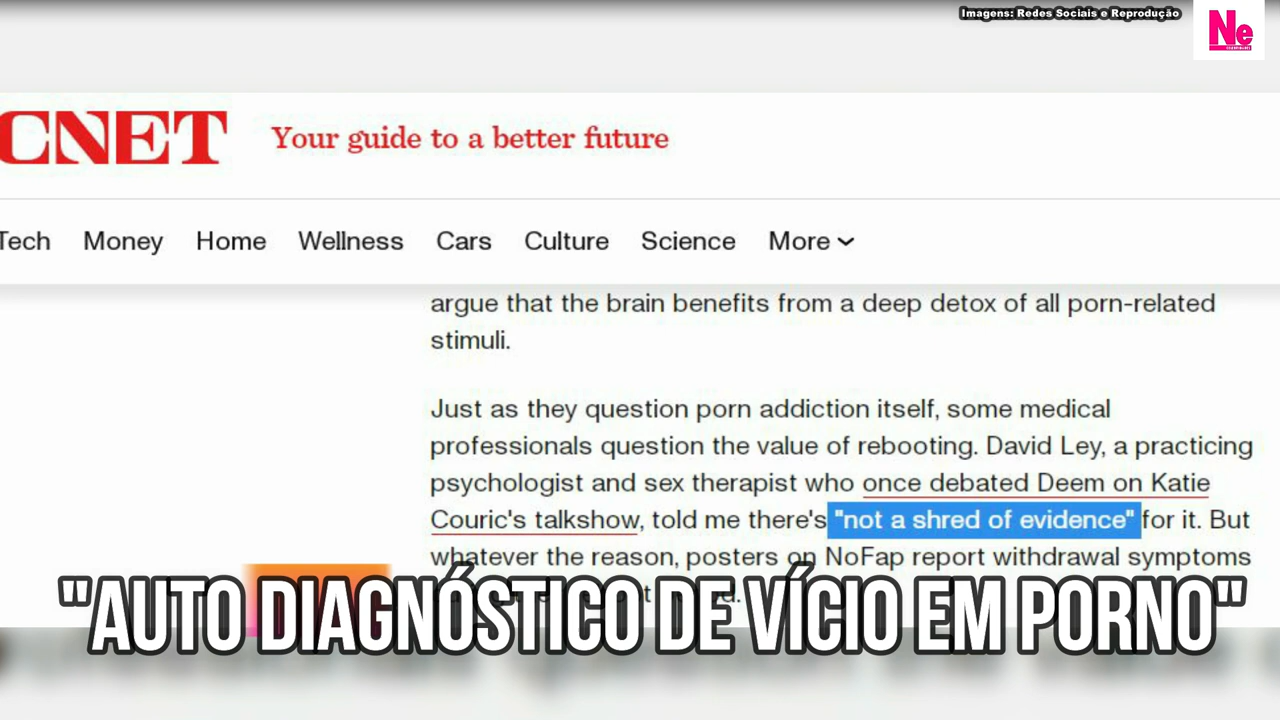 Imagens: Redes Sociais e Reprodução
Ne
CNET
Your guide to a better future
Tech Money Home Wellness Cars Culture Science More
argue that the brain benefits from a deep detox of all porn-related
stimuli.
Just as they question porn addiction itself, some medical
professionals question the value of rebooting. David Ley, a practicing
psychologist and sex therapist who once debated Deem on Katie
Couric's talkshow, told me there's "not a shred of evidence" for it. But
whatever the reason, posters on NoFap report withdrawal symptoms
"AUTO DIAGNÓSTICO DE VÍCIO EM PORNO"